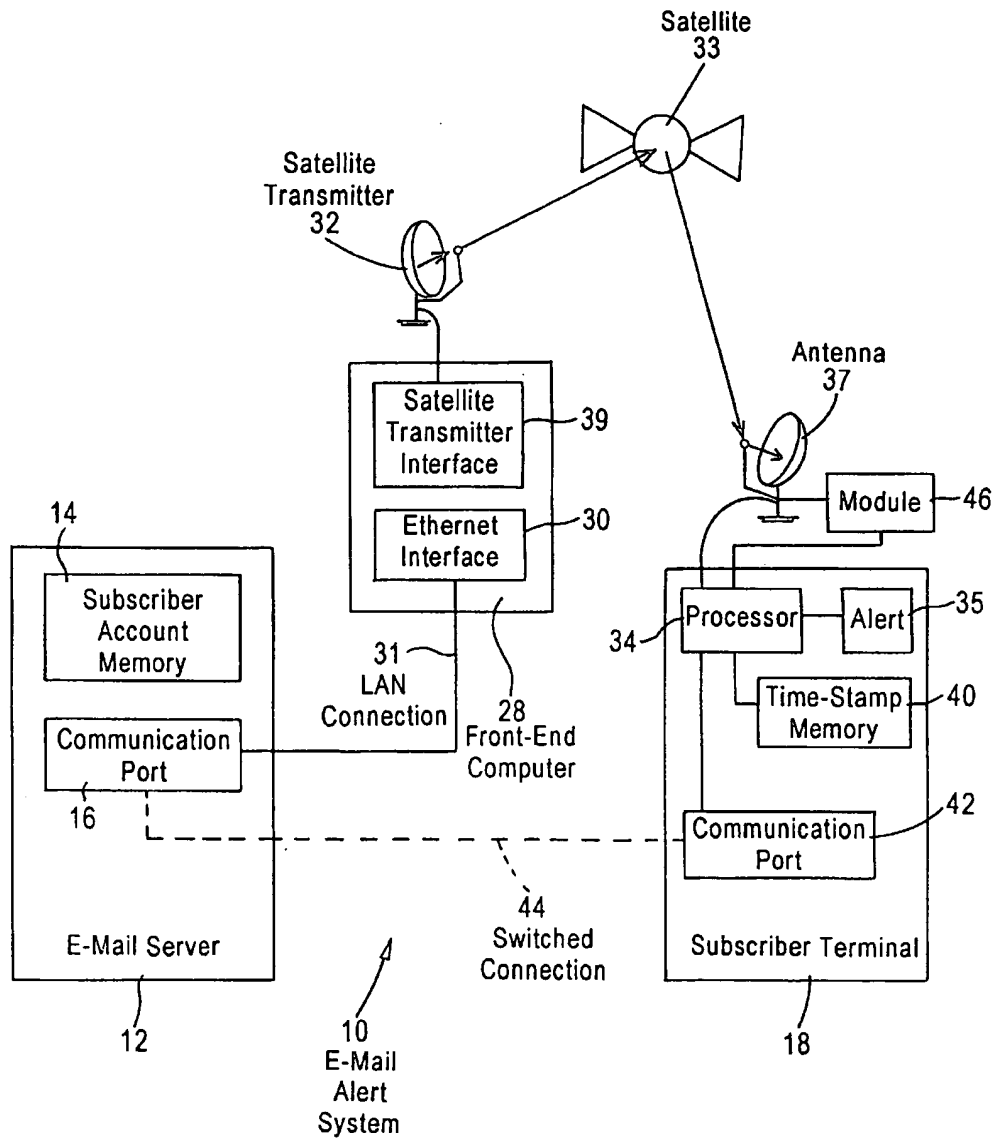 Satellite
33
Satellite
Transmitter
32
Antenna
37
Satellite
Transmitter
Interface
39
Module
46
Ethernet
Interface
30
14
Subscriber
Account
Memory
34
Processor
Alert
35
31
LAN
Connection
28
Front-End
Computer
Time-Stamp
Memory
40
Communication
Port
16
Communication
Port
42
44
Switched
Connection
E-Mail Server
Subscriber Terminal
12
10
E-Mail
Alert
System
18